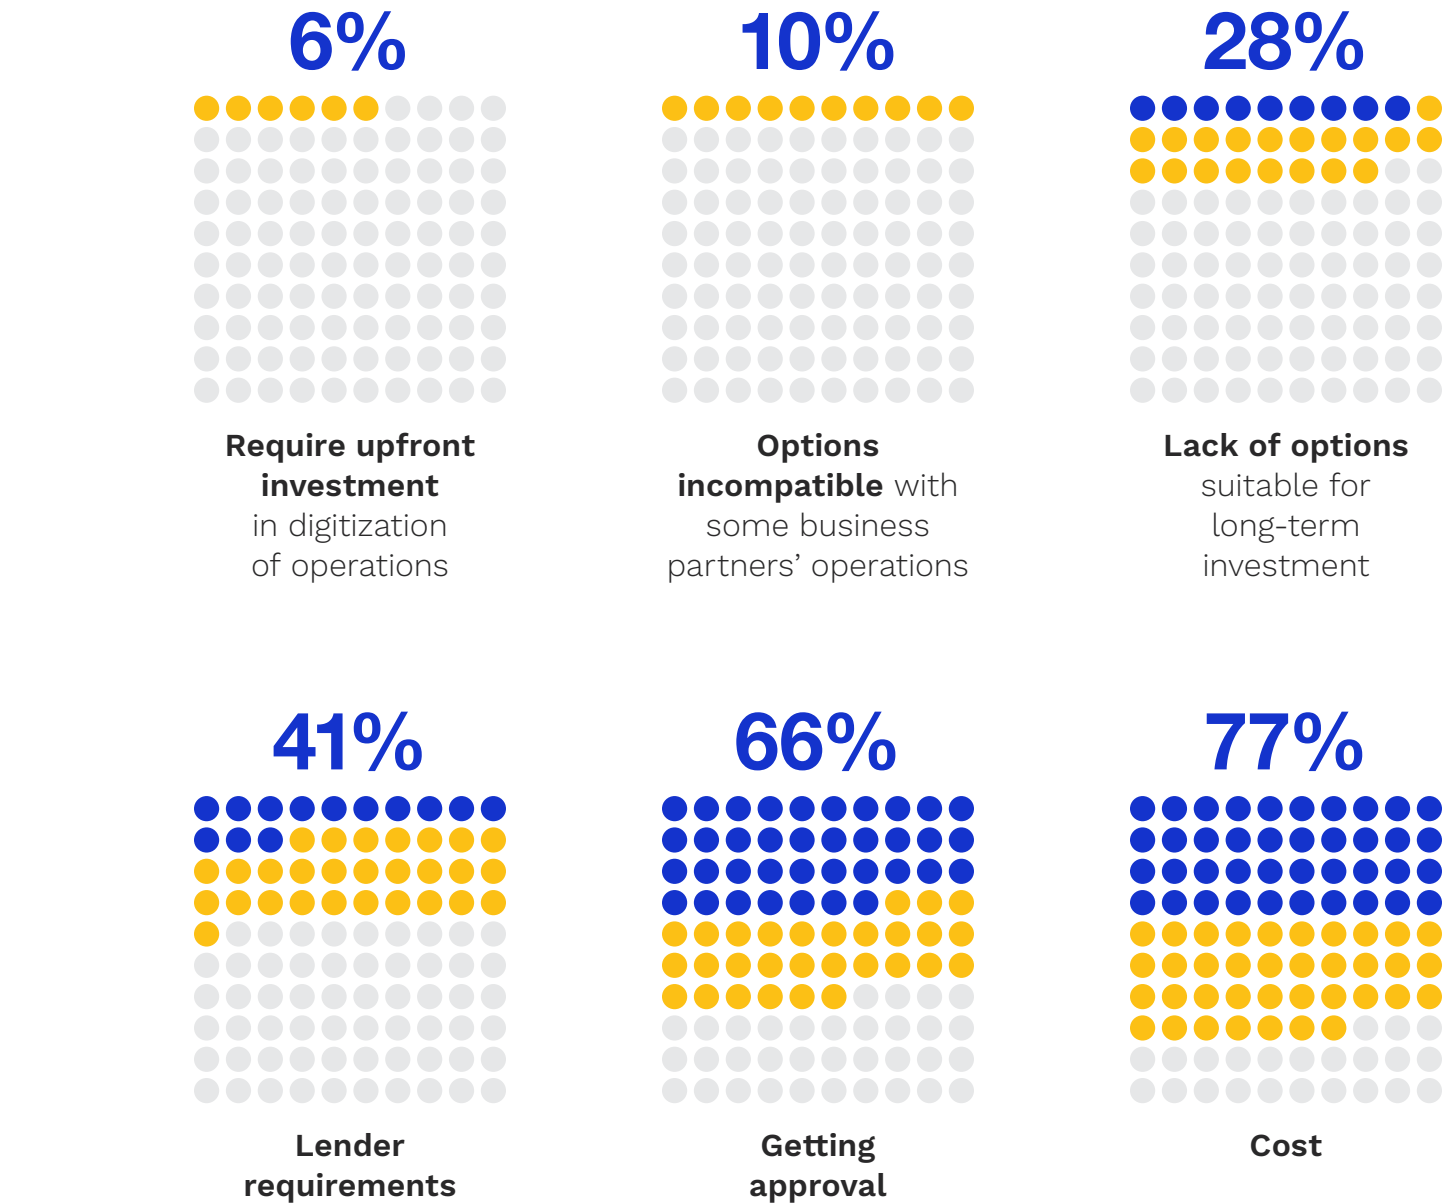 6%
10%
28%
Require upfront
investment
in digitization
of operations
Options
incompatible with
some business
partners’ operations
Lack of options
suitable for
long-term
investment
41%
66%
77%
Lender
requirements
Getting
approval
Cost